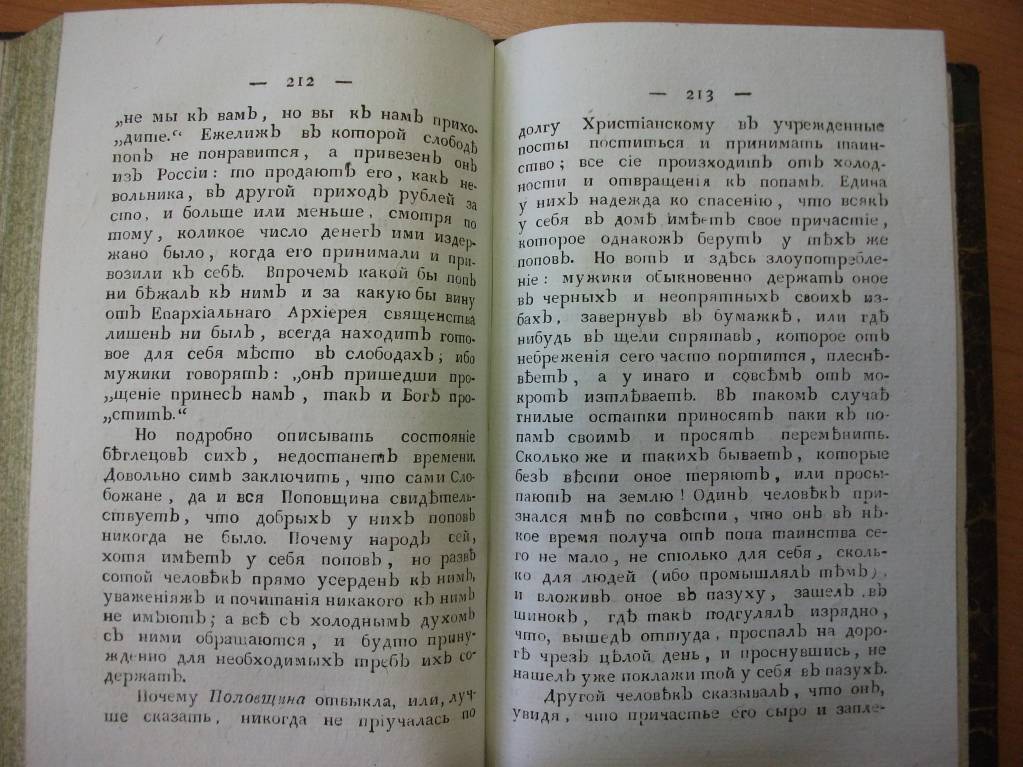 — 212 —
„не мы къ вамъ, но вы къ намъ прихо-
дите.“ Ежелижъ въ которой слободѣ
попъ не понравится, а привезенъ онъ
изъ Россіи: то продаютъ его, какъ не-
вольника, въ другой приходъ рублей за
сто, и больше или меньше, смотря по
тому, коликое число денегъ ими издер-
жано было, когда его принимали и при-
возили къ себѣ. Впрочемъ какой бы попъ
ни бѣжалъ къ нимъ и за какую бы вину
отъ Епархіальнаго Архіерея священства
лишенъ ни былъ, всегда находитъ гото-
вое для себя мѣсто въ слободахъ; ибо
мужики говорятъ: „онъ пришедши про-
„щеніе принесъ намъ, такъ и Богъ про-
„ститъ.“
Но подробно описывать состояніе
бѣглецовъ сихъ, недостанетъ времени.
Довольно симъ заключить, что сами Сло-
божане, да и вся Поповщина свидѣтель-
ствуетъ, что добрыхъ у нихъ поповъ
никогда не было. Почему народъ сей,
хотя имѣетъ у себя поповъ, но развѣ
сотой человѣкъ прямо усерденъ къ нимъ,
уваженіяжъ и почитанія никакого къ нимъ
не имѣютъ; а всѣ съ холоднымъ духомъ
съ ними обращаются, и будто прину-
жденно для необходимыхъ требъ ихъ со-
держатъ.
Почему Поповщина отвыкла, или, луч-
ше сказать, никогда не пріучалась по
— 213 —
долгу Христіанскому въ учрежденные
посты поститься и принимать таин-
ство; все сіе происходитъ отъ холод-
ности и отвращенія къ попамъ. Едина
у нихъ надежда ко спасенію, что всякъ
у себя въ домѣ имѣетъ свое причастіе,
которое однакожъ берутъ у тѣхъ же
поповъ. Но вотъ и здѣсь злоупотребле-
ніе: мужики обыкновенно держатъ оное
въ черныхъ и неопрятныхъ своихъ из-
бахъ, завернувъ въ бумажкѣ, или гдѣ
нибудь въ щели спрятавъ, которое отъ
небреженія сего часто портится, плеснѣ-
вѣетъ, а у инаго и совсѣмъ отъ мо-
кротъ изтлѣваетъ. Въ такомъ случаѣ
гнилые остатки приносятъ паки къ по-
памъ своимъ и просятъ перемѣнить.
Сколько же и такихъ бываетъ, которые
безъ вѣсти оное теряютъ, или просы-
паютъ на землю! Одинъ человѣкъ при-
знался мнѣ по совѣсти, что онъ въ нѣ-
кое время получа отъ попа таинства се-
го не мало, не столько для себя, сколь-
ко для людей (ибо промышлялъ тѣмъ),
и вложивъ оное въ пазуху, зашелъ въ
шинокъ, гдѣ такъ подгулялъ изрядно,
что, вышедъ оттуда, проспалъ на доро-
гѣ чрезъ цѣлой день, и проснувшись, не
нашелъ уже поклажи той у себя въ пазухѣ.
Другой человѣкъ сказывалъ, что онъ,
увидя, что причастье его сыро и запле-